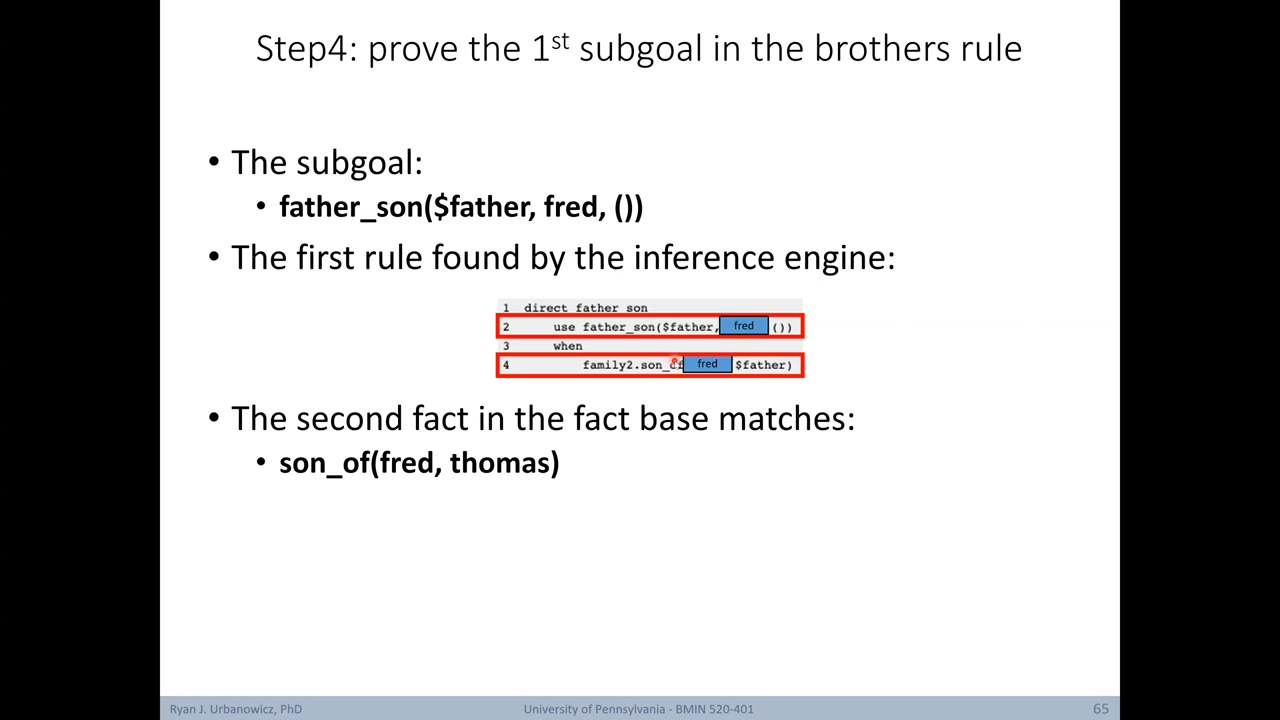 Step4: prove the 1st subgoal in the brothers rule
• The subgoal:
• father_son($father, fred, ())
• The first rule found by the inference engine:
1 direct father son
2 use father_son($father, fred ())
3 when
4 family2.son_of fred $father)
• The second fact in the fact base matches:
• son_of(fred, thomas)
Ryan J. Urbanowicz, PhD University of Pennsylvania - BMIN 520-401 65